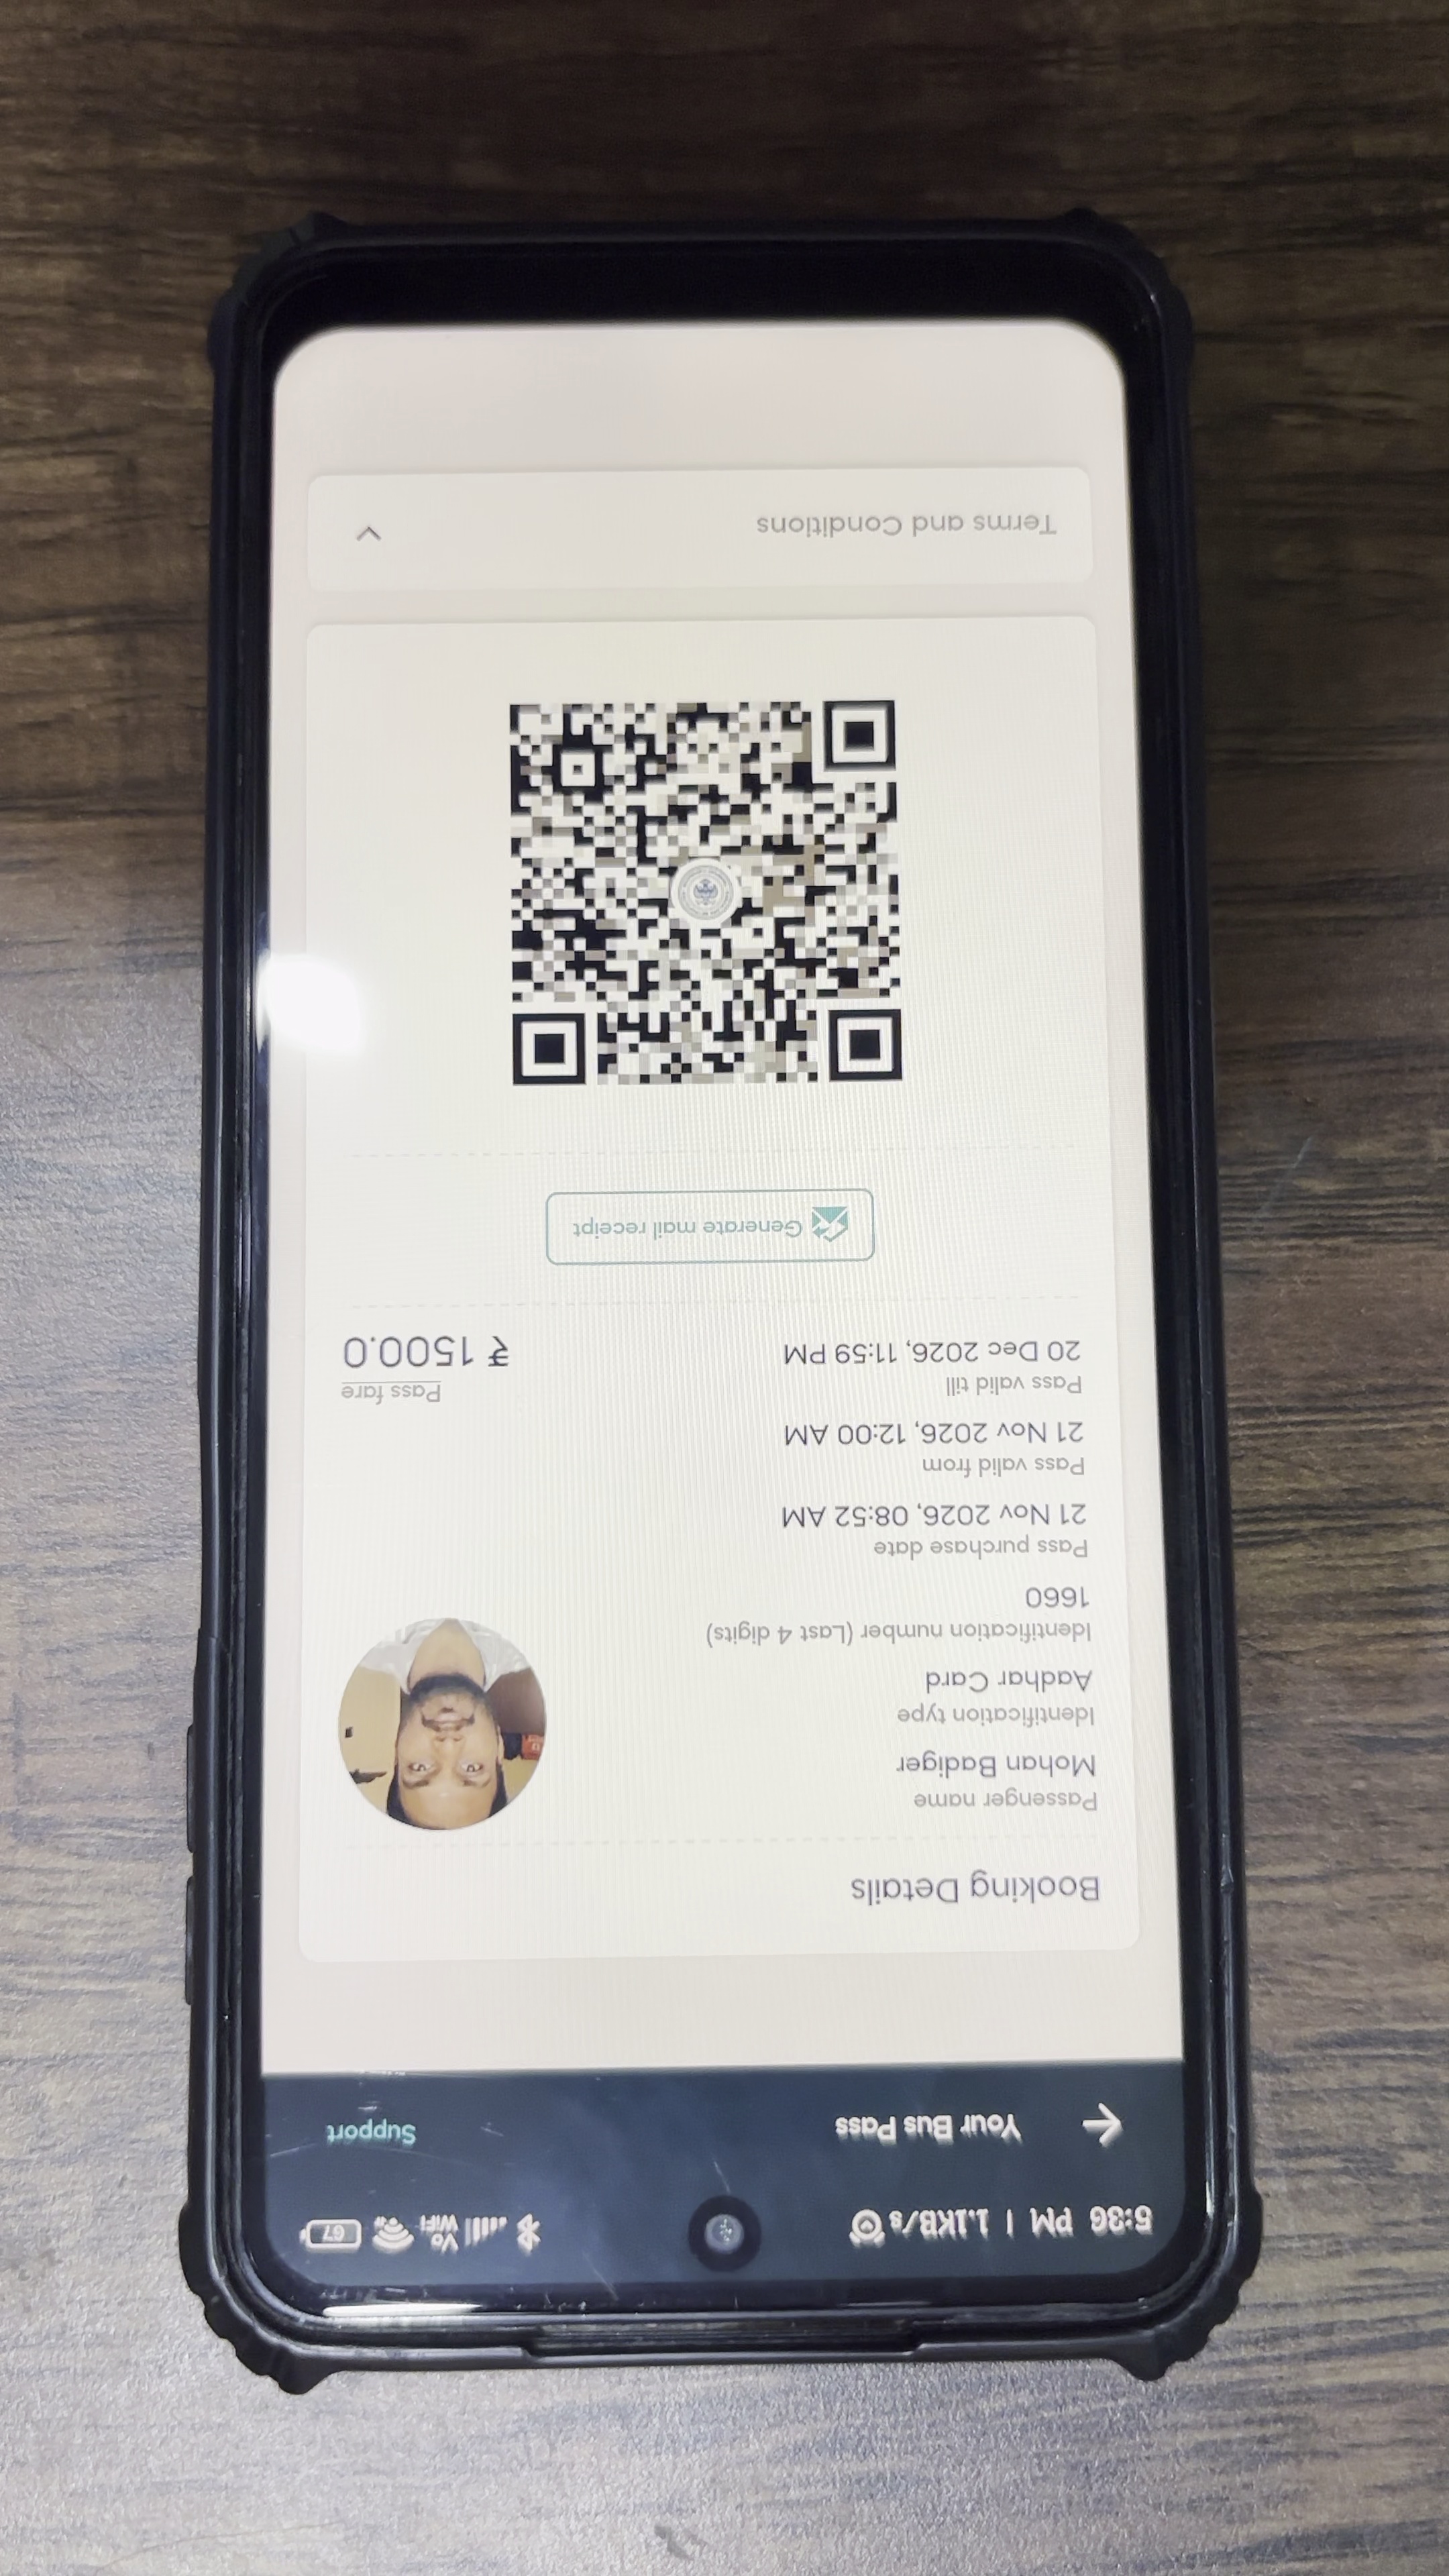 5:36 PM | 1.1KB/s
Vo
WiFi
67
Your Bus Pass
Support
Booking Details
Passenger name
Mohan Badiger
Identification type
Aadhar Card
Identification number (Last 4 digits)
1660
Pass purchase date
21 Nov 2026, 08:52 AM
Pass valid from
21 Nov 2026, 12:00 AM
Pass valid till
20 Dec 2026, 11:59 PM
Pass fare
₹ 1500.0
Generate mail receipt
Terms and Conditions